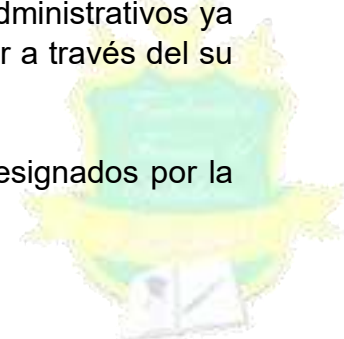 dministrativos ya
r a través del su
esignados por la